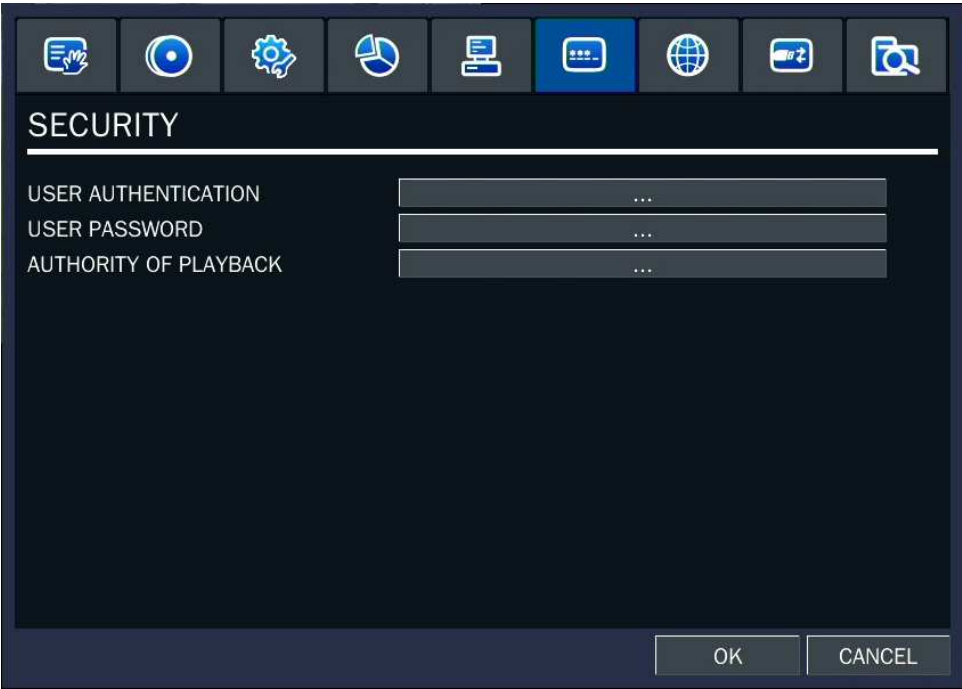 SECURITY
USER AUTHENTICATION ...
USER PASSWORD ...
AUTHORITY OF PLAYBACK ...
OK CANCEL